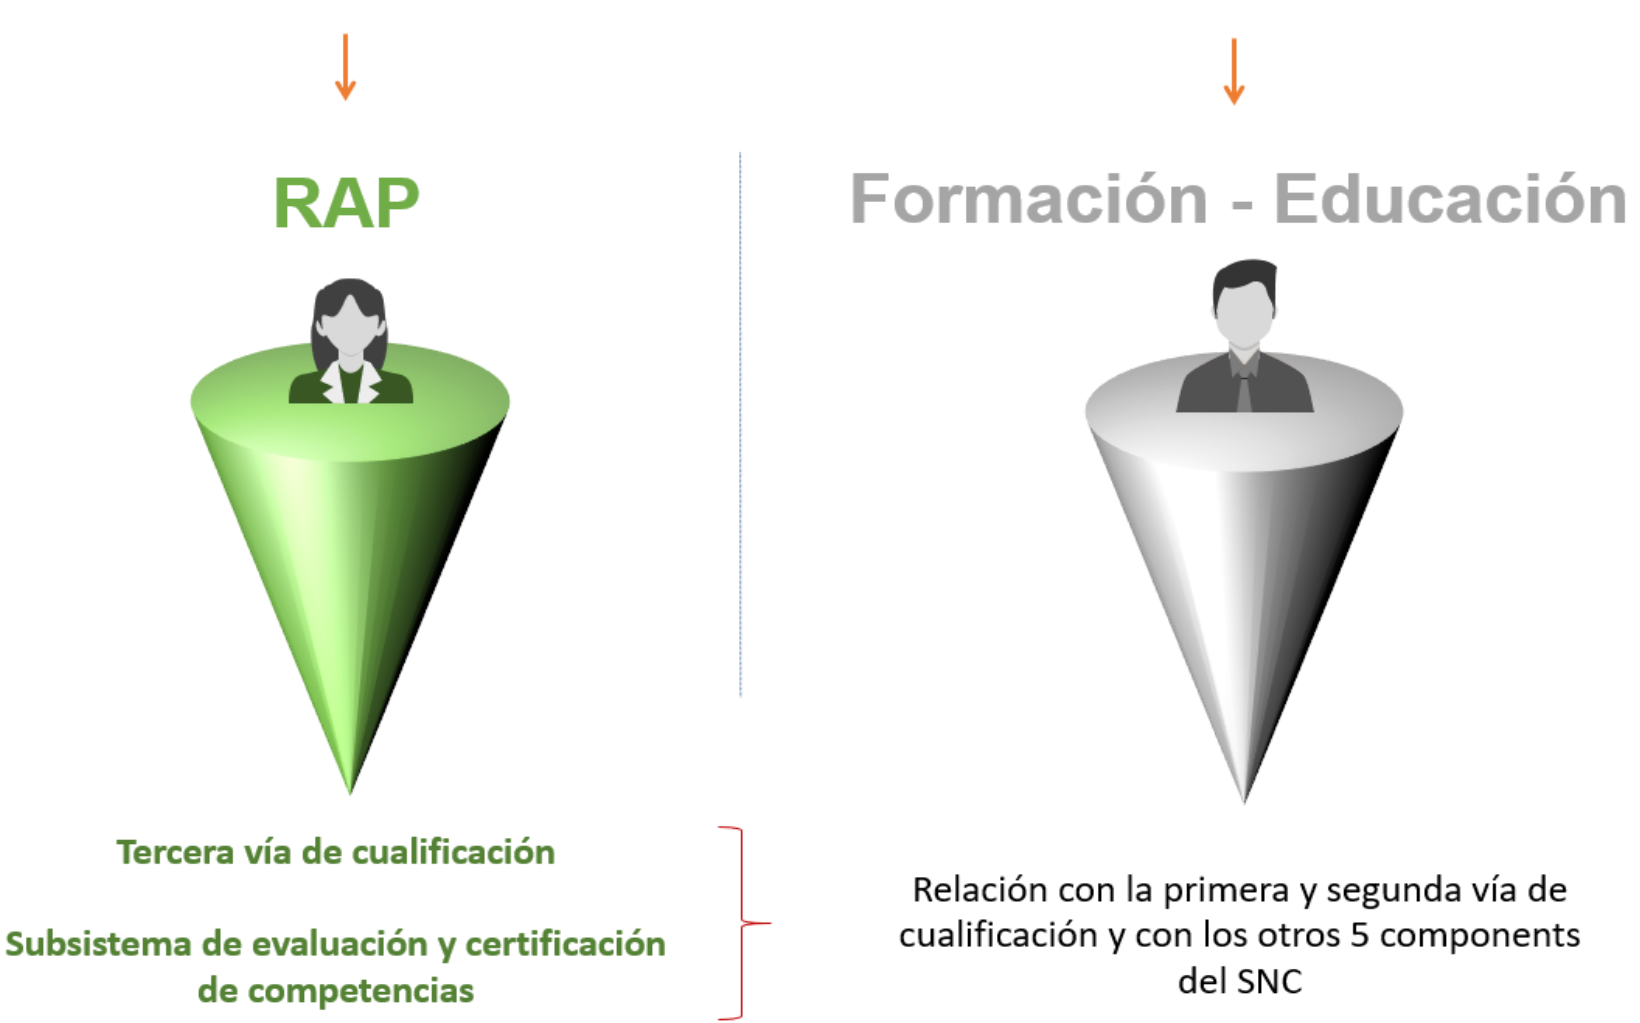 RAP
Formación - Educación
Tercera vía de cualificación
Subsistema de evaluación y certificación
de competencias
Relación con la primera y segunda vía de
cualificación y con los otros 5 components
del SNC